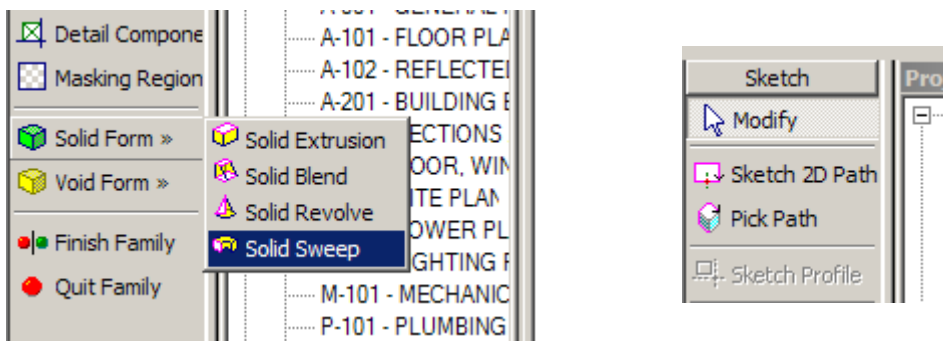 Detail Compone
Masking Region
Solid Form »
Void Form »
Finish Family
Quit Family
Solid Extrusion
Solid Blend
Solid Revolve
Solid Sweep
A-101 - FLOOR PLA
A-102 - REFLECTE
A-201 - BUILDING E
ECTIONS
OOR, WIN
ITE PLAN
OWER PL
GHTING F
M-101 - MECHANIC
P-101 - PLUMBING
Sketch
Pro
Modify
Sketch 2D Path
Pick Path
Sketch Profile